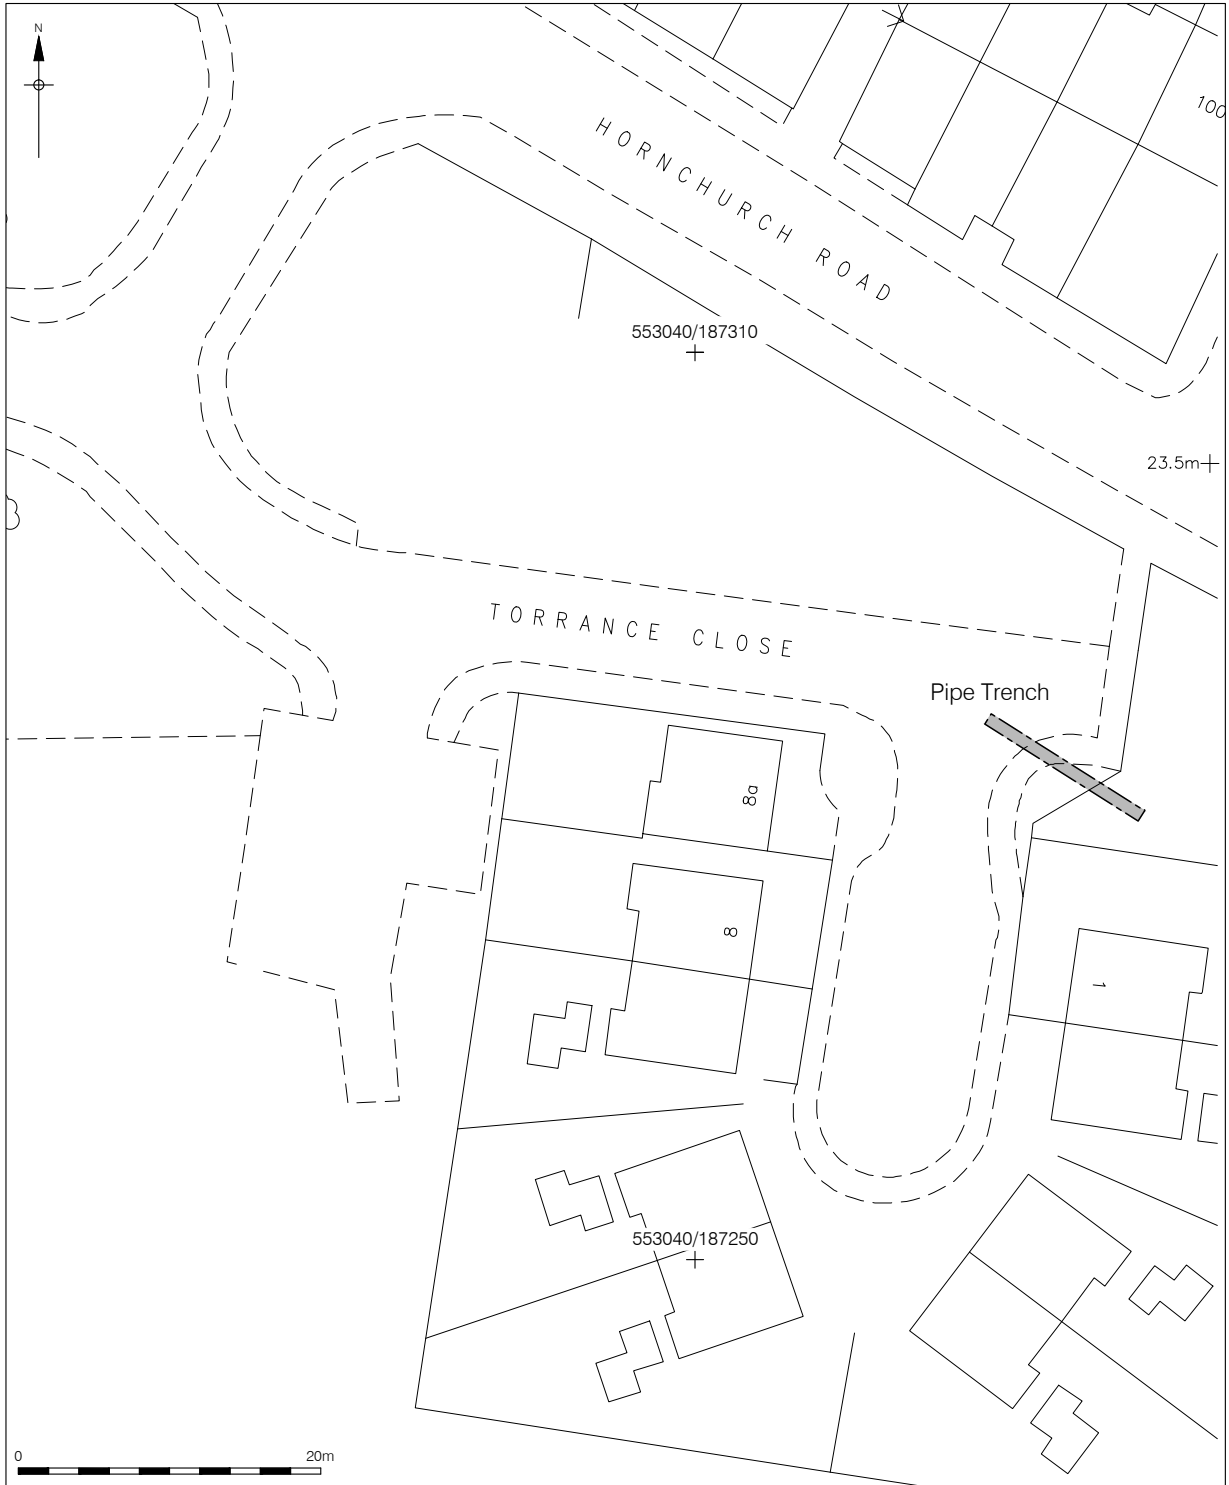 N
100
HORNCHURCH ROAD
553040/187310
23.5m
TORRANCE CLOSE
Pipe Trench
8a
8
1
553040/187250
0 20m